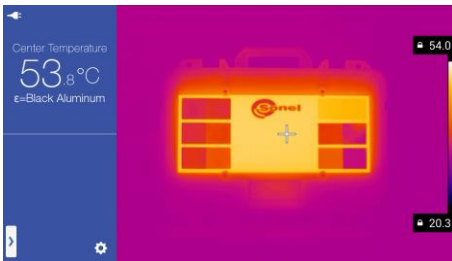 Center Temperature
53.8°C
ε=Black Aluminum
Sonel
54.0
20.3